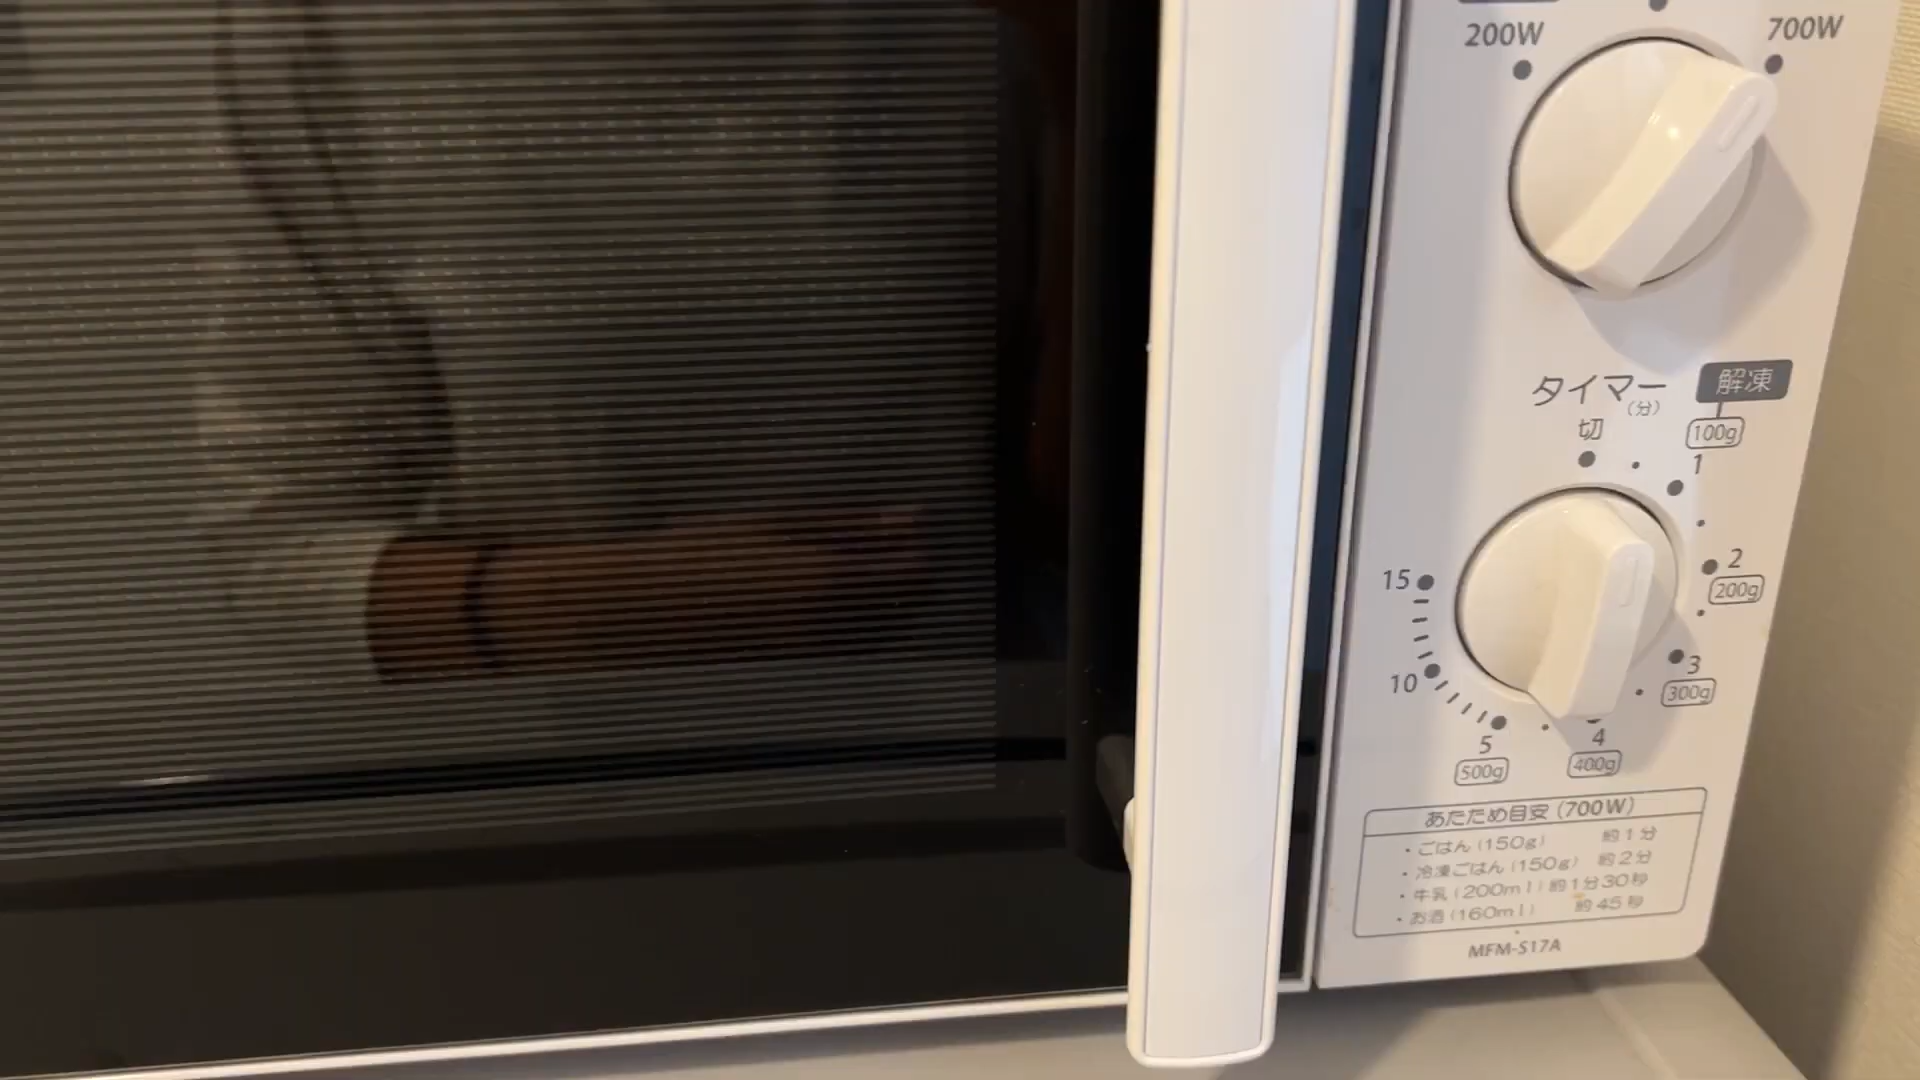 200W
700W
タイマー
(分)
解凍
切
100g
1
2
200g
3
300g
4
400g
5
500g
10
15
あたため目安(700W)
・ごはん(150g) 約1分
・冷凍ごはん(150g) 約2分
・牛乳(200ml) 約1分30秒
・お酒(160ml) 約45秒
MFM-S17A